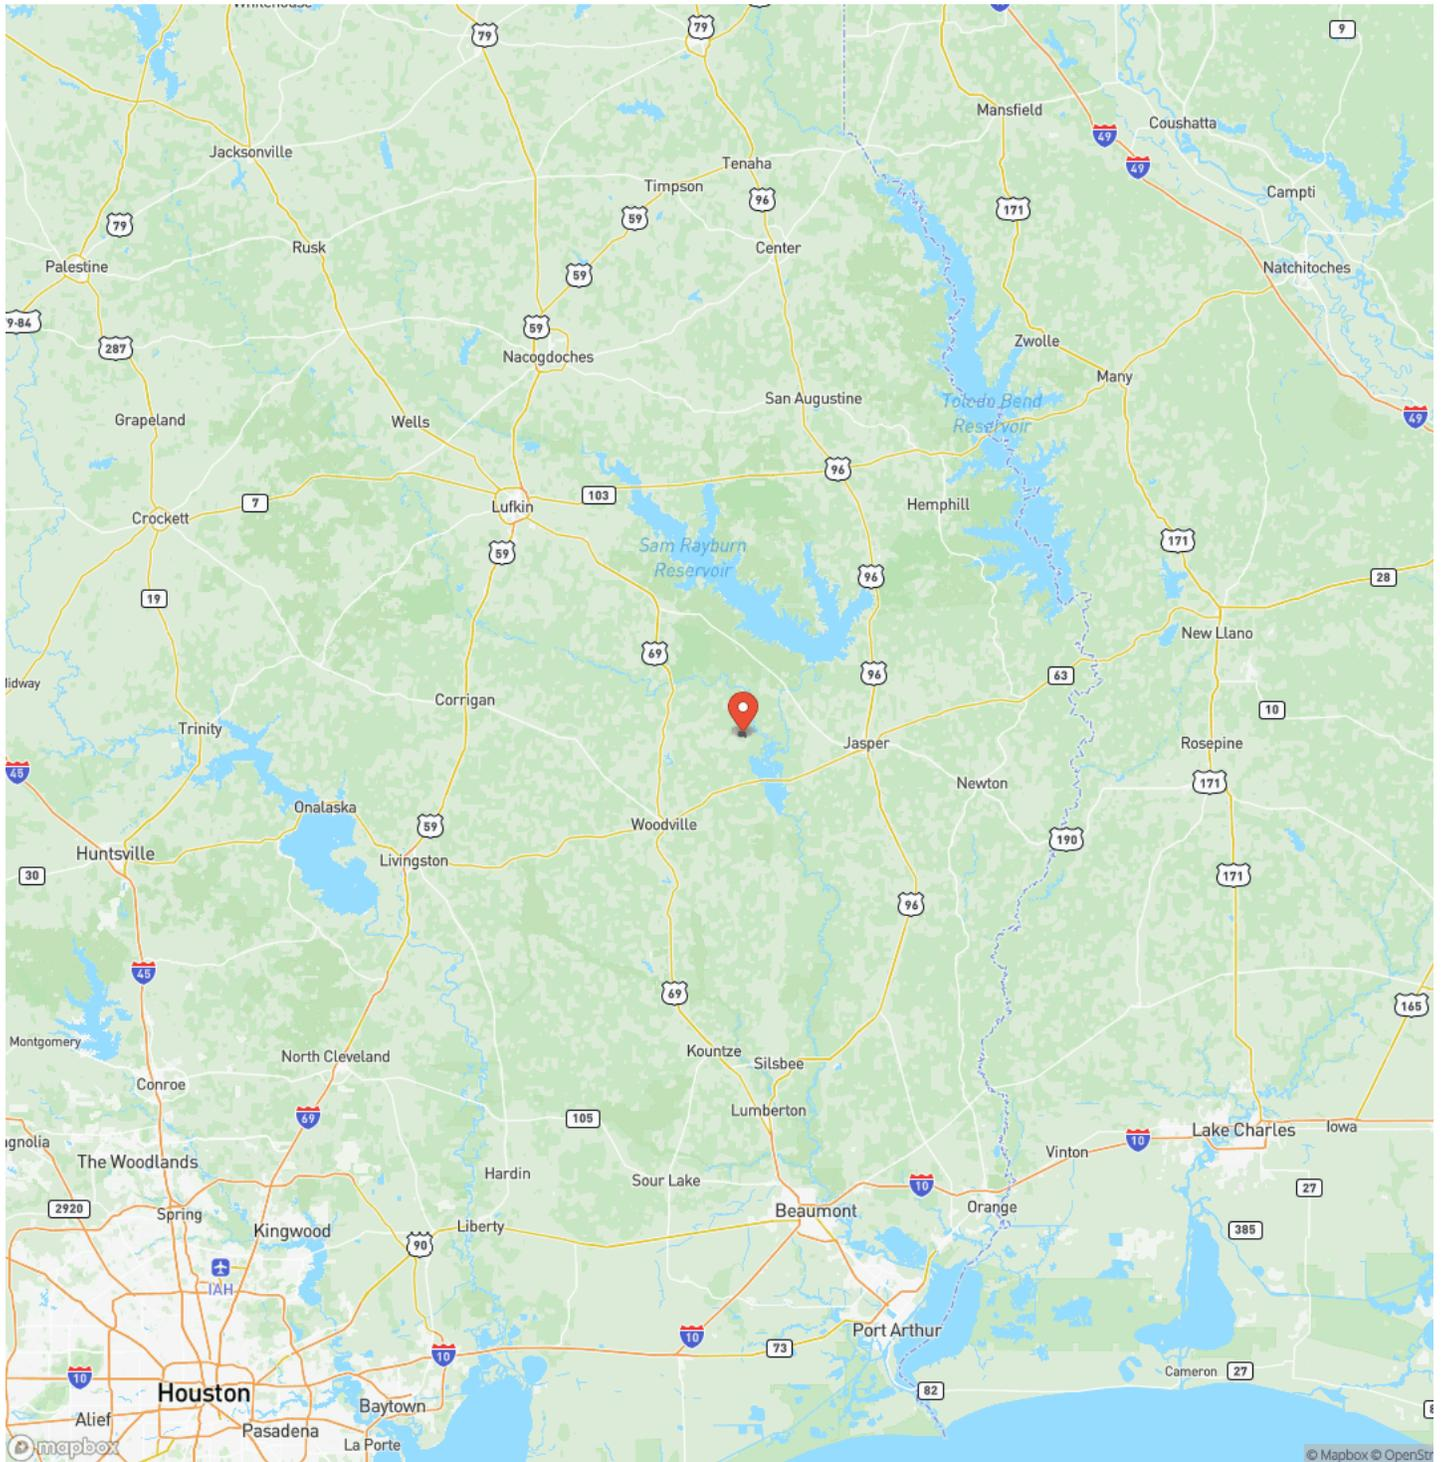 79
79
9
Mansfield
49
Coushatta
Jacksonville
Tenaha
49
Timpson
96
Campti
171
59
79
Rusk
Center
Palestine
59
Natchitoches
9-84
59
287
Zwolle
Nacogdoches
Many
San Augustine
Toledo Bend
Reservoir
49
Grapeland
Wells
96
103
7
Hemphill
Lufkin
Crockett
171
Sam Rayburn
Reservoir
59
96
28
19
New Llano
69
96
63
Corrigan
10
Trinity
Jasper
Rosepine
45
Newton
171
Onalaska
Woodville
59
190
Huntsville
Livingston
30
171
96
45
69
165
Montgomery
Kountze
North Cleveland
Silsbee
Conroe
Lumberton
69
105
Lake Charles
Iowa
10
agnolia
Vinton
The Woodlands
Hardin
Sour Lake
10
27
2920
Spring
Orange
Beaumont
Kingwood
Liberty
385
90
IAH
Port Arthur
10
73
10
Cameron
27
10
Houston
82
Baytown
Alief
Pasadena
La Porte
mapbox
© Mapbox © OpenStr